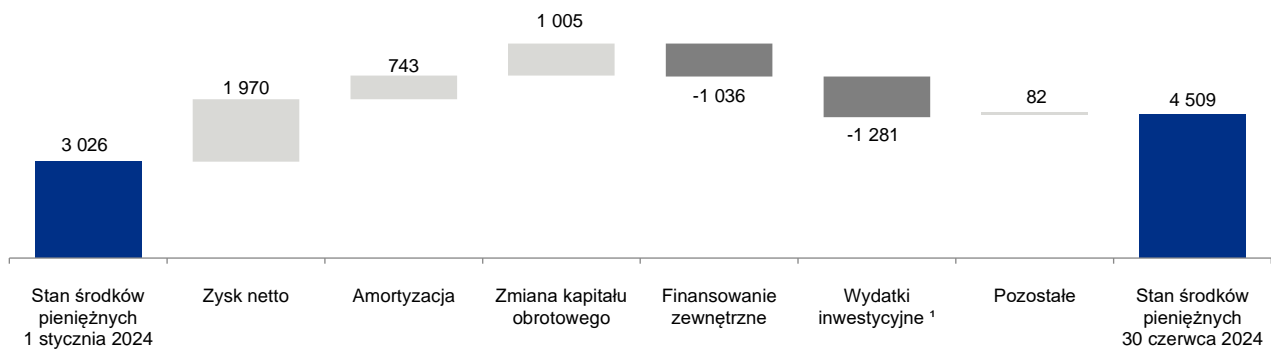 3 026
1 970
743
1 005
-1 036
-1 281
82
4 509
Stan środków
pieniężnych
1 stycznia 2024
Zysk netto
Amortyzacja
Zmiana kapitału
obrotowego
Finansowanie
zewnętrzne
Wydatki
inwestycyjne ¹
Pozostałe
Stan środków
pieniężnych
30 czerwca 2024